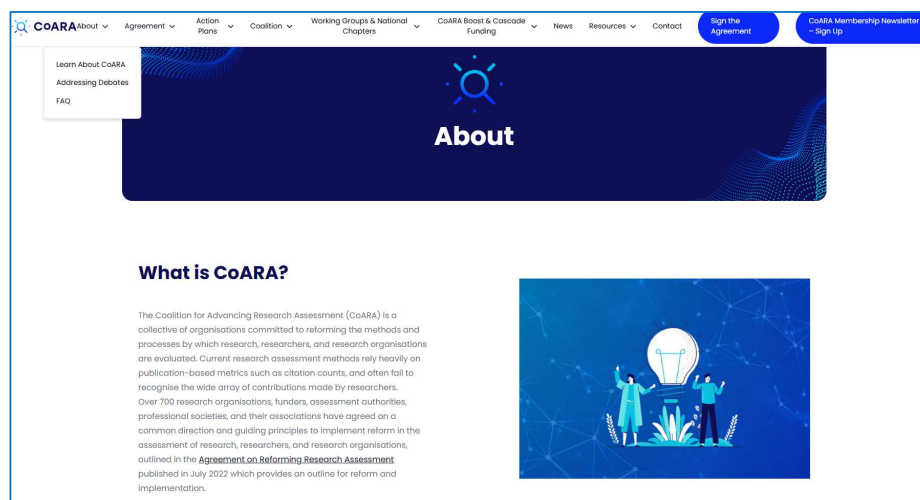 CoARA
About
Agreement
Action
Plans
Coalition
Working Groups & National
Chapters
CoARA Boost & Cascade
Funding
News
Resources
Contact
Sign the
Agreement
CoARA Membership Newsletter
– Sign Up
Learn About CoARA
Addressing Debates
FAQ
About
What is CoARA?
The Coalition for Advancing Research Assessment (CoARA) is a
collective of organisations committed to reforming the methods and
processes by which research, researchers, and research organisations
are evaluated. Current research assessment methods rely heavily on
publication-based metrics such as citation counts, and often fail to
recognise the wide array of contributions made by researchers.
Over 700 research organisations, funders, assessment authorities,
professional societies, and their associations have agreed on a
common direction and guiding principles to implement reform in the
assessment of research, researchers, and research organisations,
outlined in the Agreement on Reforming Research Assessment
published in July 2022 which provides an outline for reform and
implementation.